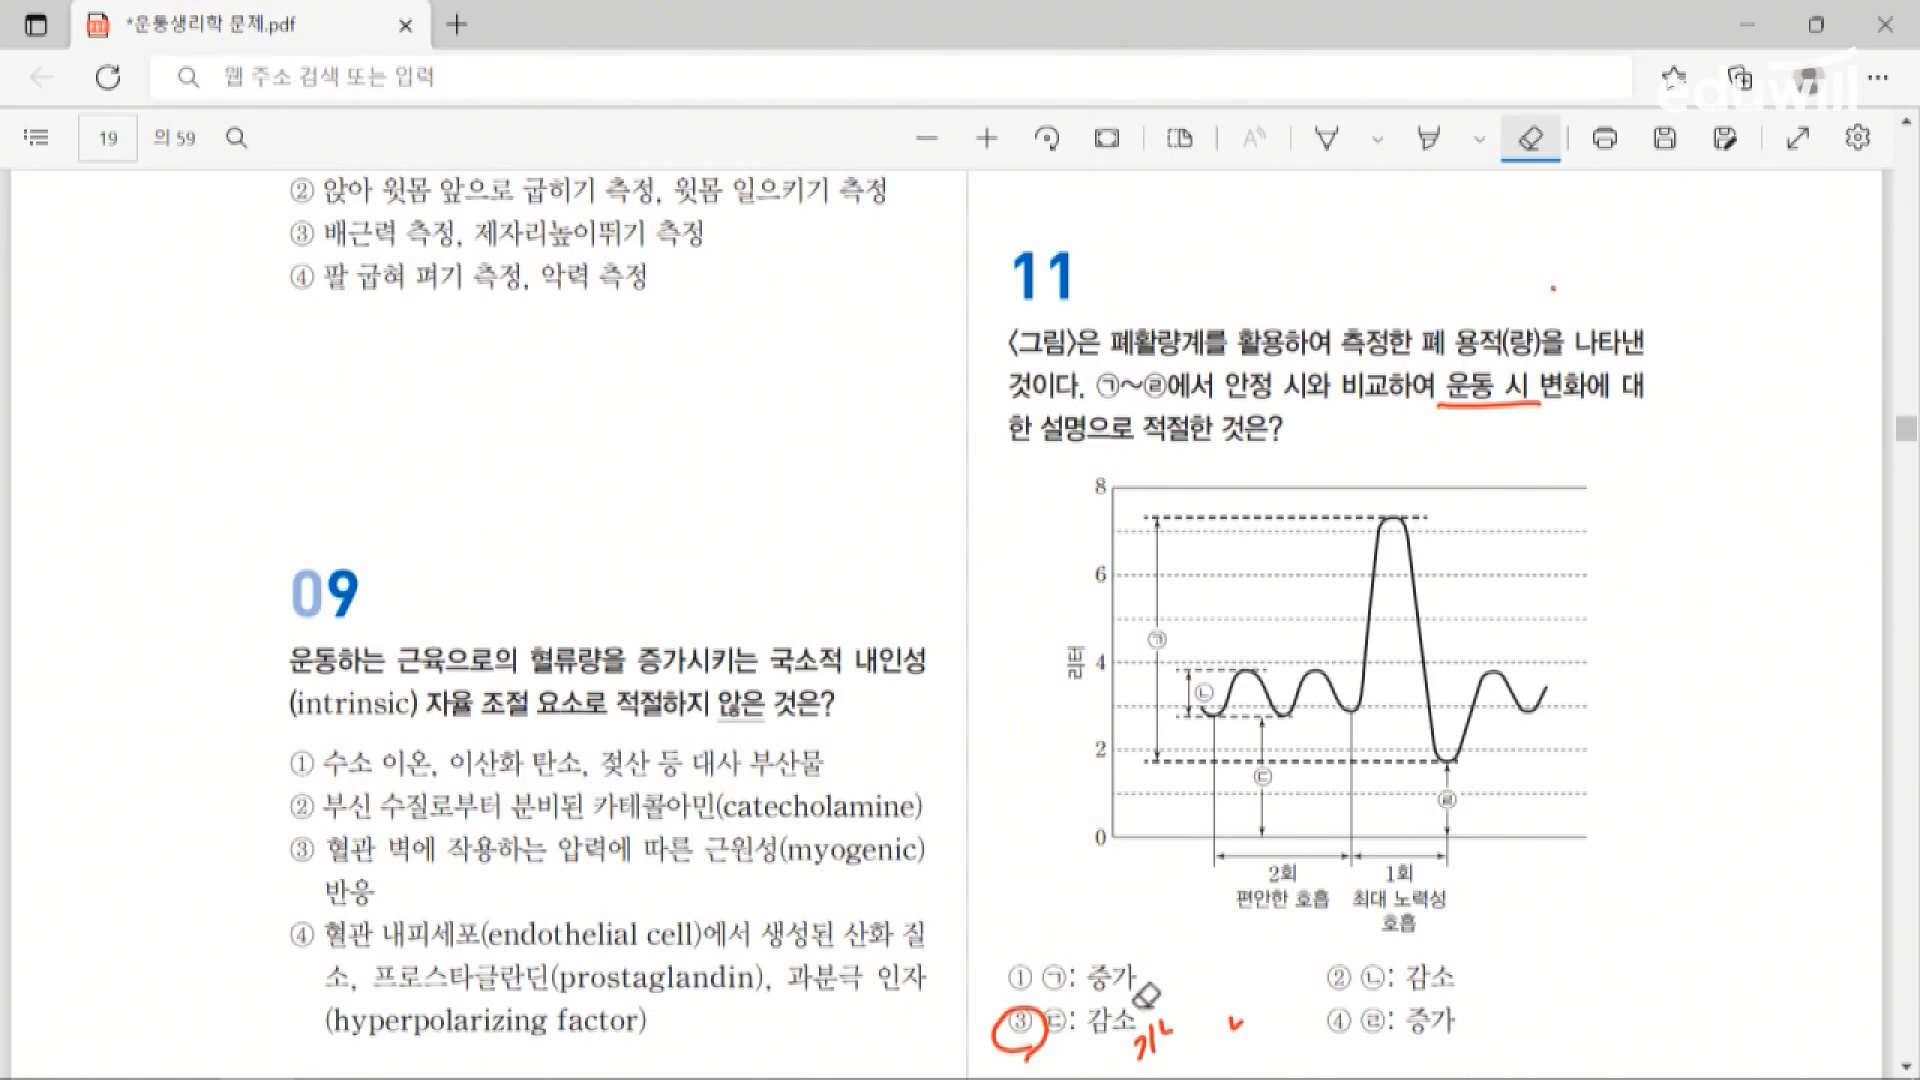 *운동생리학 문제.pdf
웹 주소 검색 또는 입력
eduwill
19 의 59
② 앉아 윗몸 앞으로 굽히기 측정, 윗몸 일으키기 측정
③ 배근력 측정, 제자리높이뛰기 측정
④ 팔 굽혀 펴기 측정, 악력 측정
09
운동하는 근육으로의 혈류량을 증가시키는 국소적 내인성
(intrinsic) 자율 조절 요소로 적절하지 않은 것은?
① 수소 이온, 이산화 탄소, 젖산 등 대사 부산물
② 부신 수질로부터 분비된 카테콜아민(catecholamine)
③ 혈관 벽에 작용하는 압력에 따른 근원성(myogenic)
반응
④ 혈관 내피세포(endothelial cell)에서 생성된 산화 질
소, 프로스타글란딘(prostaglandin), 과분극 인자
(hyperpolarizing factor)
11
〈그림〉은 폐활량계를 활용하여 측정한 폐 용적(량)을 나타낸
것이다. ㉠～㉣에서 안정 시와 비교하여 운동 시 변화에 대
한 설명으로 적절한 것은?
8
6
4
2
0
리터
㉠
㉡
㉢
㉣
2회
편안한 호흡
1회
최대 노력성
호흡
① ㉠: 증가
② ㉡: 감소
③ ㉢: 감소
④ ㉣: 증가